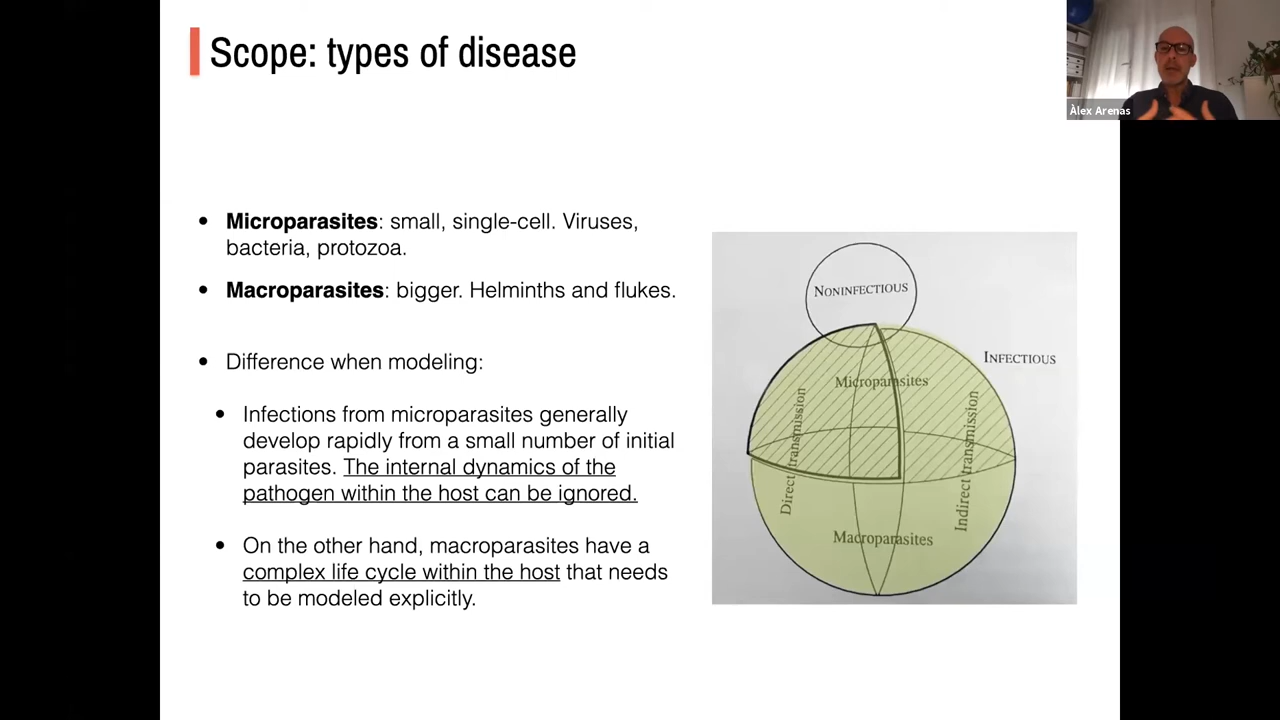 Scope: types of disease
Àlex Arenas
• Microparasites: small, single-cell. Viruses,
bacteria, protozoa.
• Macroparasites: bigger. Helminths and flukes.
• Difference when modeling:
• Infections from microparasites generally
develop rapidly from a small number of initial
parasites. The internal dynamics of the
pathogen within the host can be ignored.
• On the other hand, macroparasites have a
complex life cycle within the host that needs
to be modeled explicitly.
NONINFECTIOUS
INFECTIOUS
Microparasites
Direct transmission
Indirect transmission
Macroparasites